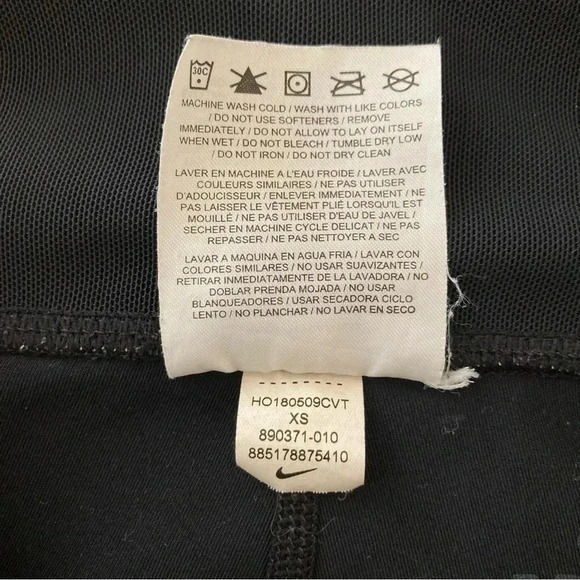 30C
MACHINE WASH COLD / WASH WITH LIKE COLORS
/ DO NOT USE SOFTENERS / REMOVE
IMMEDIATELY / DO NOT ALLOW TO LAY ON ITSELF
WHEN WET / DO NOT BLEACH / TUMBLE DRY LOW
/ DO NOT IRON / DO NOT DRY CLEAN
LAVER EN MACHINE A L'EAU FROIDE / LAVER AVEC
COULEURS SIMILAIRES / NE PAS UTILISER
D'ADOUCISSEUR / ENLEVER IMMEDIATEMENT / NE
PAS LAISSER LE VÊTEMENT PLIÉ LORSQU'IL EST
MOUILLÉ / NE PAS UTILISER D'EAU DE JAVEL /
SECHER EN MACHINE CYCLE DELICAT / NE PAS
REPASSER / NE PAS NETTOYER A SEC
LAVAR A MAQUINA EN AGUA FRIA / LAVAR CON
COLORES SIMILARES / NO USAR SUAVIZANTES /
RETIRAR INMEDIATAMENTE DE LA LAVADORA / NO
DOBLAR PRENDA MOJADA / NO USAR
BLANQUEADORES / USAR SECADORA CICLO
LENTO / NO PLANCHAR / NO LAVAR EN SECO
HO180509CVT
XS
890371-010
885178875410